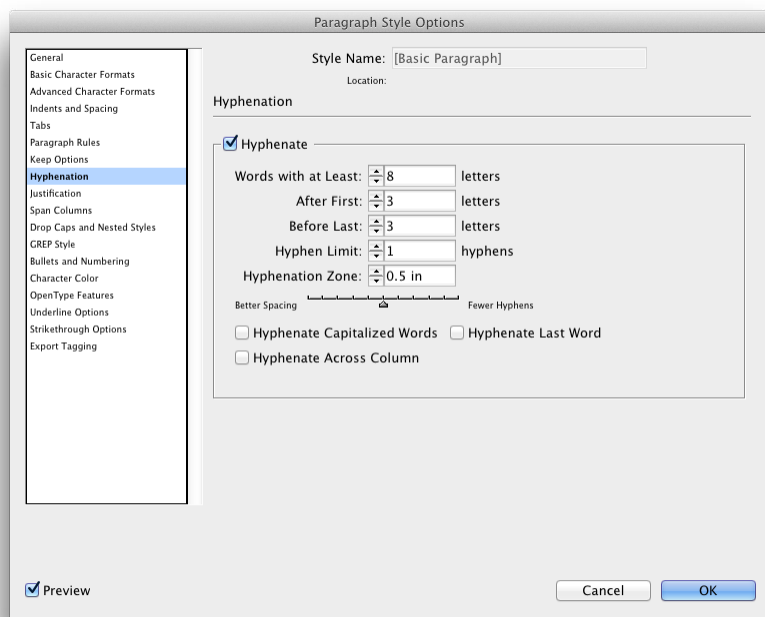 Paragraph Style Options
General
Basic Character Formats
Advanced Character Formats
Indents and Spacing
Tabs
Paragraph Rules
Keep Options
Hyphenation
Justification
Span Columns
Drop Caps and Nested Styles
GREP Style
Bullets and Numbering
Character Color
OpenType Features
Underline Options
Strikethrough Options
Export Tagging
Style Name: [Basic Paragraph]
Location:
Hyphenation
Hyphenate
Words with at Least: 8 letters
After First: 3 letters
Before Last: 3 letters
Hyphen Limit: 1 hyphens
Hyphenation Zone: 0.5 in
Better Spacing Fewer Hyphens
Hyphenate Capitalized Words Hyphenate Last Word
Hyphenate Across Column
Preview Cancel OK